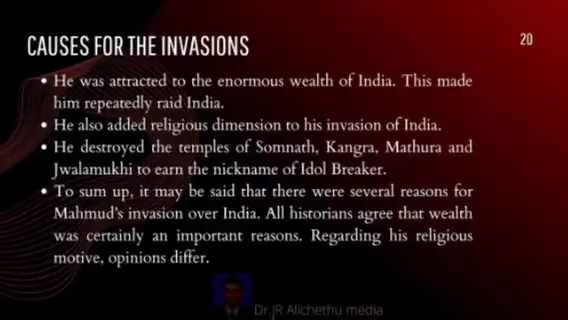 CAUSES FOR THE INVASIONS
20
• He was attracted to the enormous wealth of India. This made
him repeatedly raid India.
• He also added religious dimension to his invasion of India.
• He destroyed the temples of Somnath, Kangra, Mathura and
Jwalamukhi to earn the nickname of Idol Breaker.
• To sum up, it may be said that there were several reasons for
Mahmud's invasion over India. All historians agree that wealth
was certainly an important reasons. Regarding his religious
motive, opinions differ.
Dr.JR Alichethu media